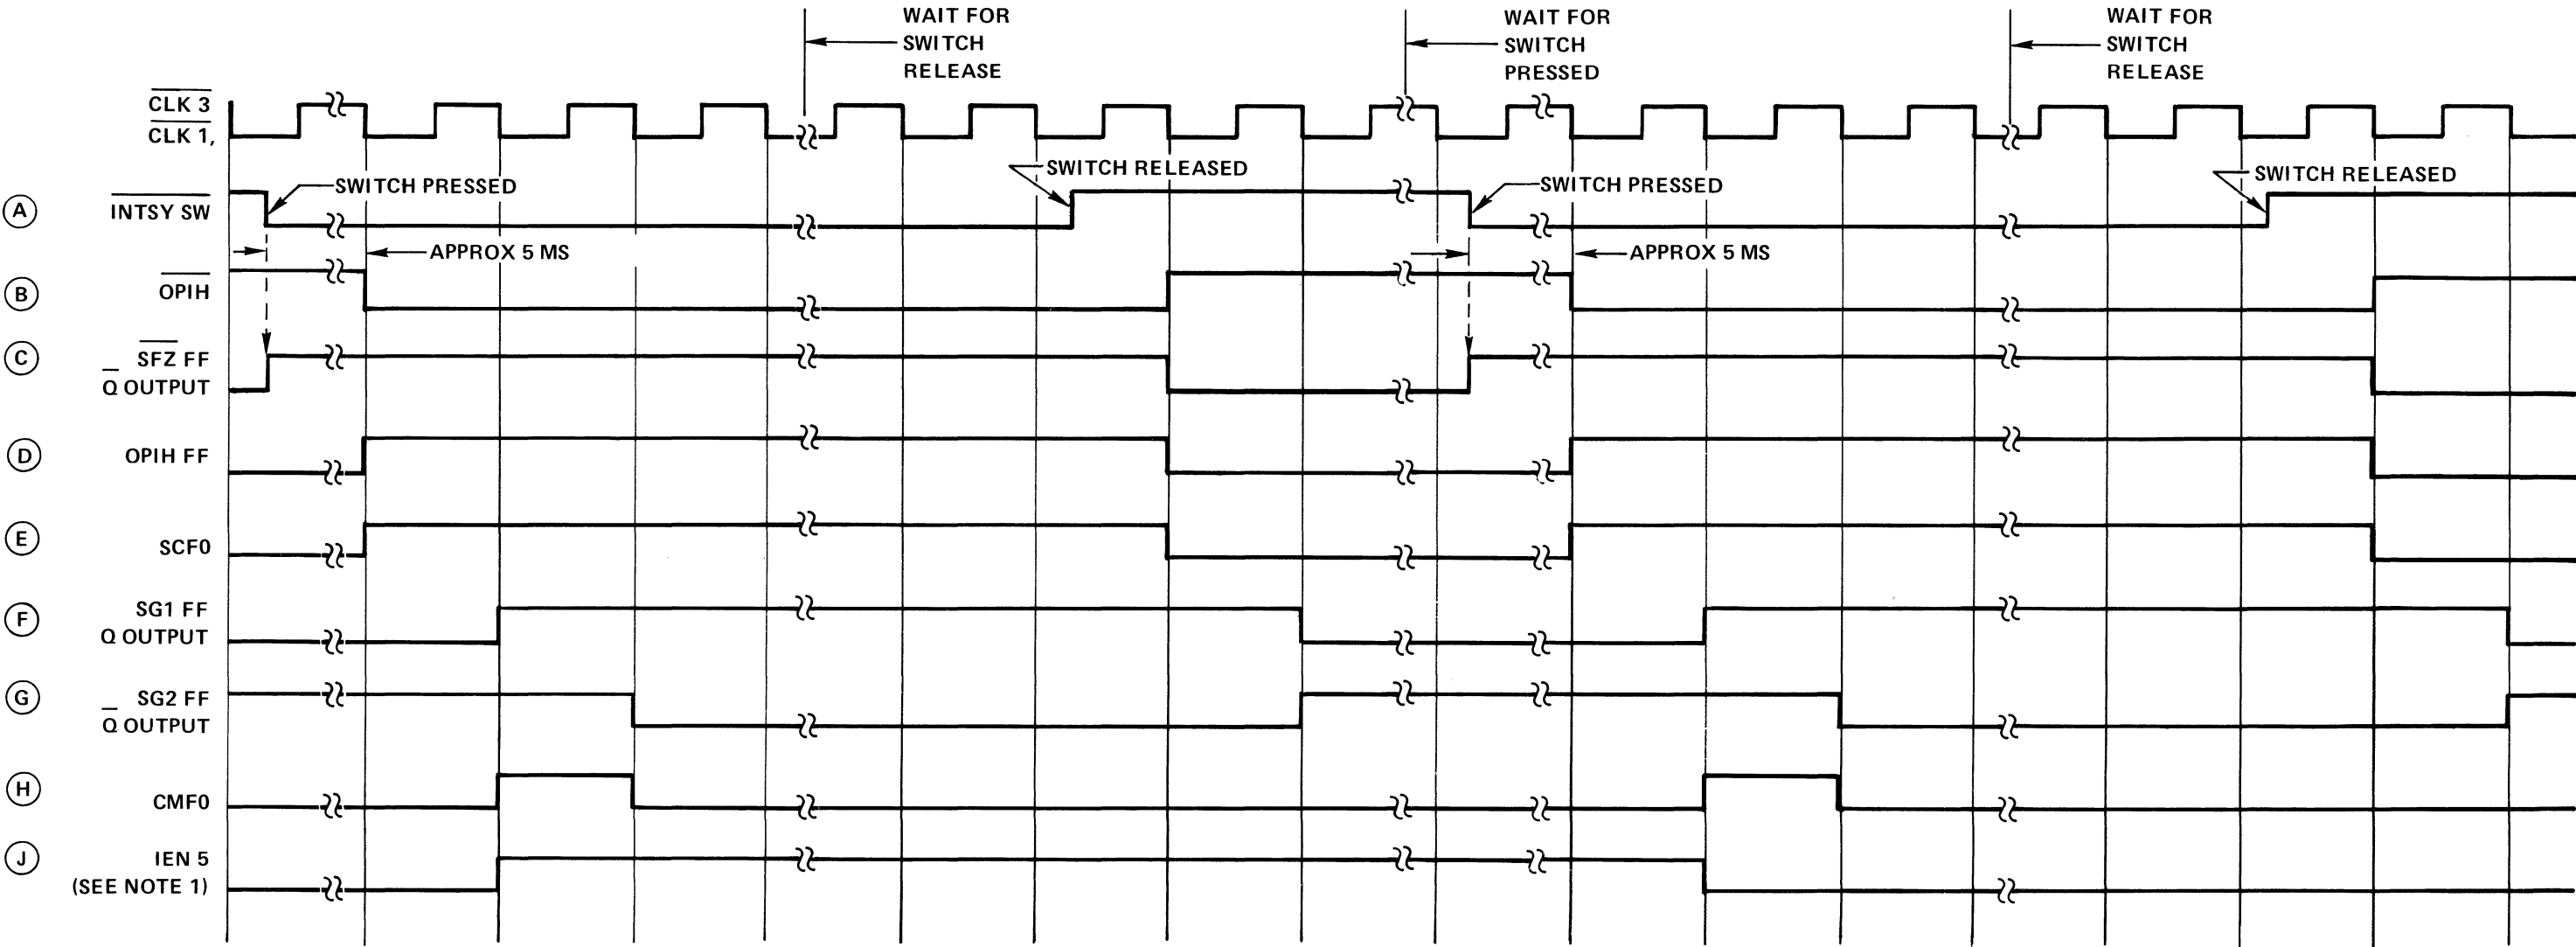 WAIT FOR
SWITCH
RELEASE
WAIT FOR
SWITCH
PRESSED
WAIT FOR
SWITCH
RELEASE
CLK 3
CLK 1,
SWITCH PRESSED
SWITCH RELEASED
SWITCH PRESSED
SWITCH RELEASED
A INTSY SW
APPROX 5 MS
APPROX 5 MS
B OPIH
C SFZ FF
Q OUTPUT
D OPIH FF
E SCF0
F SG1 FF
Q OUTPUT
G SG2 FF
Q OUTPUT
H CMF0
J IEN 5
(SEE NOTE 1)